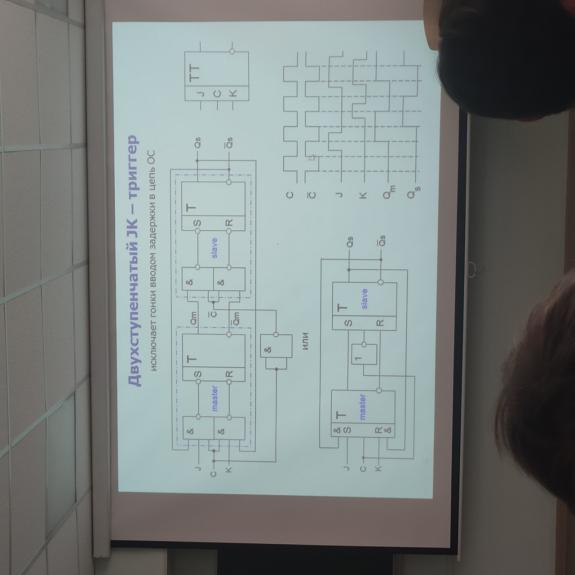 Двухступенчатый JK – триггер
исключает гонки вводом задержки в цепь ОС
J
C
K
&
&
master
S
R
T
Qm
C̅
Q̅m
&
&
slave
S
R
T
Qs
Q̅s
&
J
C
K
TT
или
J
C
K
&
S
R
&
T
master
1
S
R
T
slave
Qs
Q̅s
C
C̅
J
K
Qm
Qs